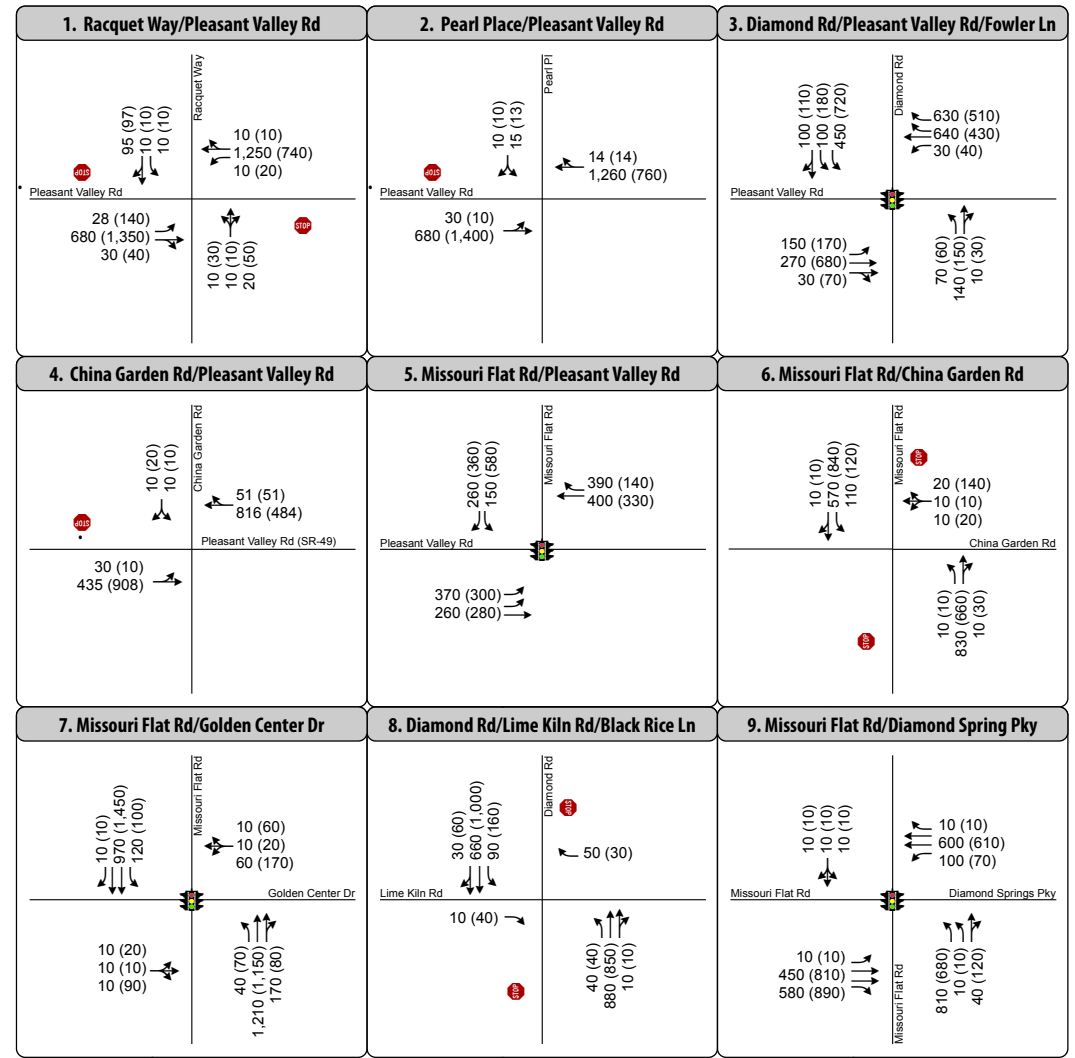 1. Racquet Way/Pleasant Valley Rd
Racquet Way
95 (97)
10 (10)
10 (10)
10 (10)
1,250 (740)
10 (20)
STOP
Pleasant Valley Rd
28 (140)
680 (1,350)
30 (40)
10 (30)
10 (10)
20 (50)
STOP
2. Pearl Place/Pleasant Valley Rd
Pearl Pl
10 (10)
15 (13)
14 (14)
1,260 (760)
STOP
Pleasant Valley Rd
30 (10)
680 (1,400)
3. Diamond Rd/Pleasant Valley Rd/Fowler Ln
Diamond Rd
100 (110)
100 (180)
450 (720)
630 (510)
640 (430)
30 (40)
Pleasant Valley Rd
150 (170)
270 (680)
30 (70)
70 (60)
140 (150)
10 (30)
4. China Garden Rd/Pleasant Valley Rd
China Garden Rd
10 (20)
10 (10)
51 (51)
816 (484)
STOP
Pleasant Valley Rd (SR-49)
30 (10)
435 (908)
5. Missouri Flat Rd/Pleasant Valley Rd
Missouri Flat Rd
260 (360)
150 (580)
390 (140)
400 (330)
Pleasant Valley Rd
370 (300)
260 (280)
6. Missouri Flat Rd/China Garden Rd
Missouri Flat Rd
STOP
10 (10)
570 (840)
110 (120)
20 (140)
10 (10)
10 (20)
China Garden Rd
10 (10)
830 (660)
10 (30)
STOP
7. Missouri Flat Rd/Golden Center Dr
Missouri Flat Rd
10 (10)
970 (1,450)
120 (100)
10 (60)
10 (20)
60 (170)
Golden Center Dr
10 (20)
10 (10)
10 (90)
40 (70)
1,210 (1,150)
170 (80)
8. Diamond Rd/Lime Kiln Rd/Black Rice Ln
Diamond Rd
STOP
30 (60)
660 (1,000)
90 (160)
50 (30)
Lime Kiln Rd
10 (40)
40 (40)
880 (850)
10 (10)
STOP
9. Missouri Flat Rd/Diamond Spring Pky
10 (10)
10 (10)
10 (10)
10 (10)
600 (610)
100 (70)
Missouri Flat Rd
Diamond Springs Pky
10 (10)
450 (810)
580 (890)
Missouri Flat Rd
810 (680)
10 (10)
40 (120)